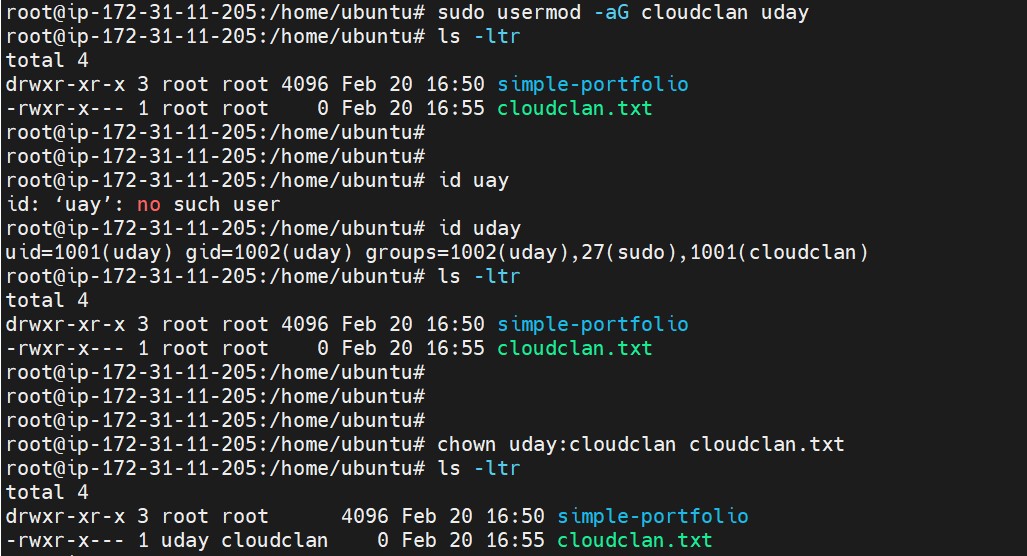 root@ip-172-31-11-205:/home/ubuntu# sudo usermod -aG cloudclan uday
root@ip-172-31-11-205:/home/ubuntu# ls -ltr
total 4
drwxr-xr-x 3 root root 4096 Feb 20 16:50 simple-portfolio
-rwxr-x--- 1 root root    0 Feb 20 16:55 cloudclan.txt
root@ip-172-31-11-205:/home/ubuntu#
root@ip-172-31-11-205:/home/ubuntu#
root@ip-172-31-11-205:/home/ubuntu# id uay
id: ‘uay’: no such user
root@ip-172-31-11-205:/home/ubuntu# id uday
uid=1001(uday) gid=1002(uday) groups=1002(uday),27(sudo),1001(cloudclan)
root@ip-172-31-11-205:/home/ubuntu# ls -ltr
total 4
drwxr-xr-x 3 root root 4096 Feb 20 16:50 simple-portfolio
-rwxr-x--- 1 root root    0 Feb 20 16:55 cloudclan.txt
root@ip-172-31-11-205:/home/ubuntu#
root@ip-172-31-11-205:/home/ubuntu#
root@ip-172-31-11-205:/home/ubuntu#
root@ip-172-31-11-205:/home/ubuntu# chown uday:cloudclan cloudclan.txt
root@ip-172-31-11-205:/home/ubuntu# ls -ltr
total 4
drwxr-xr-x 3 root root      4096 Feb 20 16:50 simple-portfolio
-rwxr-x--- 1 uday cloudclan    0 Feb 20 16:55 cloudclan.txt